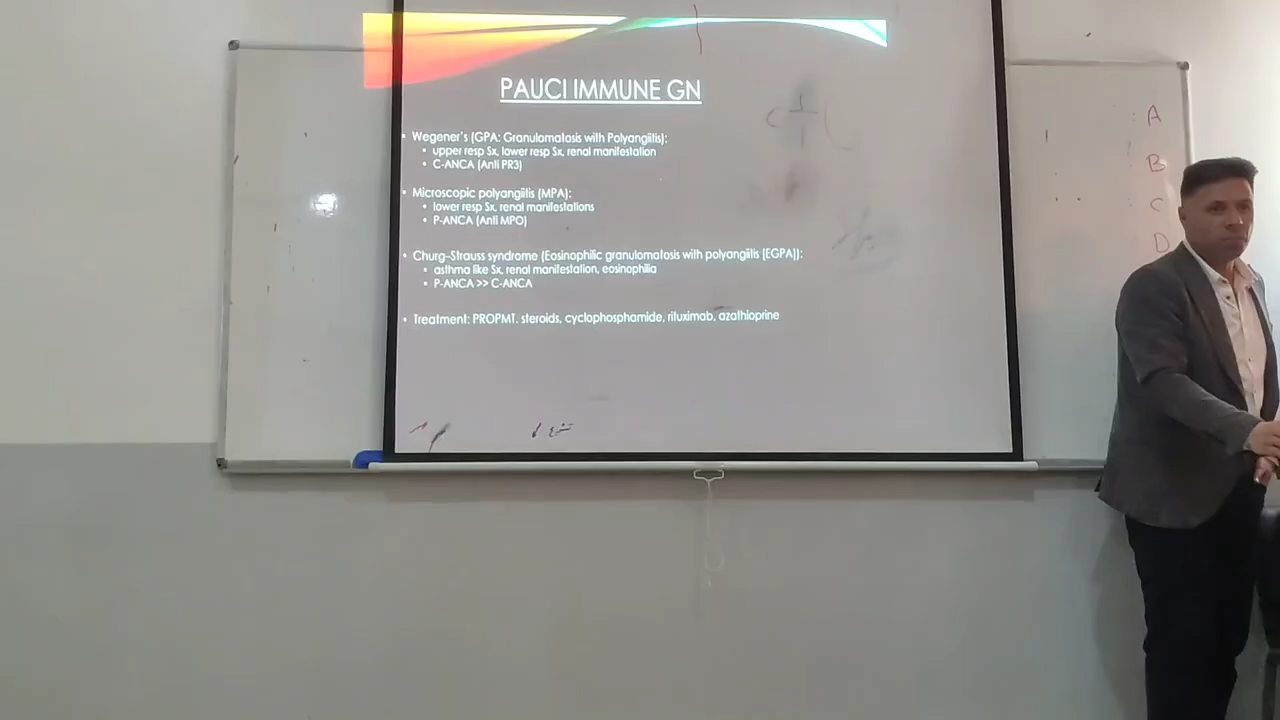 PAUCI IMMUNE GN
• Wegener's (GPA: Granulomatosis with Polyangiitis):
• upper resp Sx, lower resp Sx, renal manifestation
• C-ANCA (Anti PR3)
• Microscopic polyangiitis (MPA):
• lower resp Sx, renal manifestations
• P-ANCA (Anti MPO)
• Churg-Strauss syndrome (Eosinophilic granulomatosis with polyangiitis [EGPA]):
• asthma like Sx, renal manifestation, eosinophilia
• P-ANCA >> C-ANCA
• Treatment: PROPMT, steroids, cyclophosphamide, rituximab, azathioprine
A
B
C
D